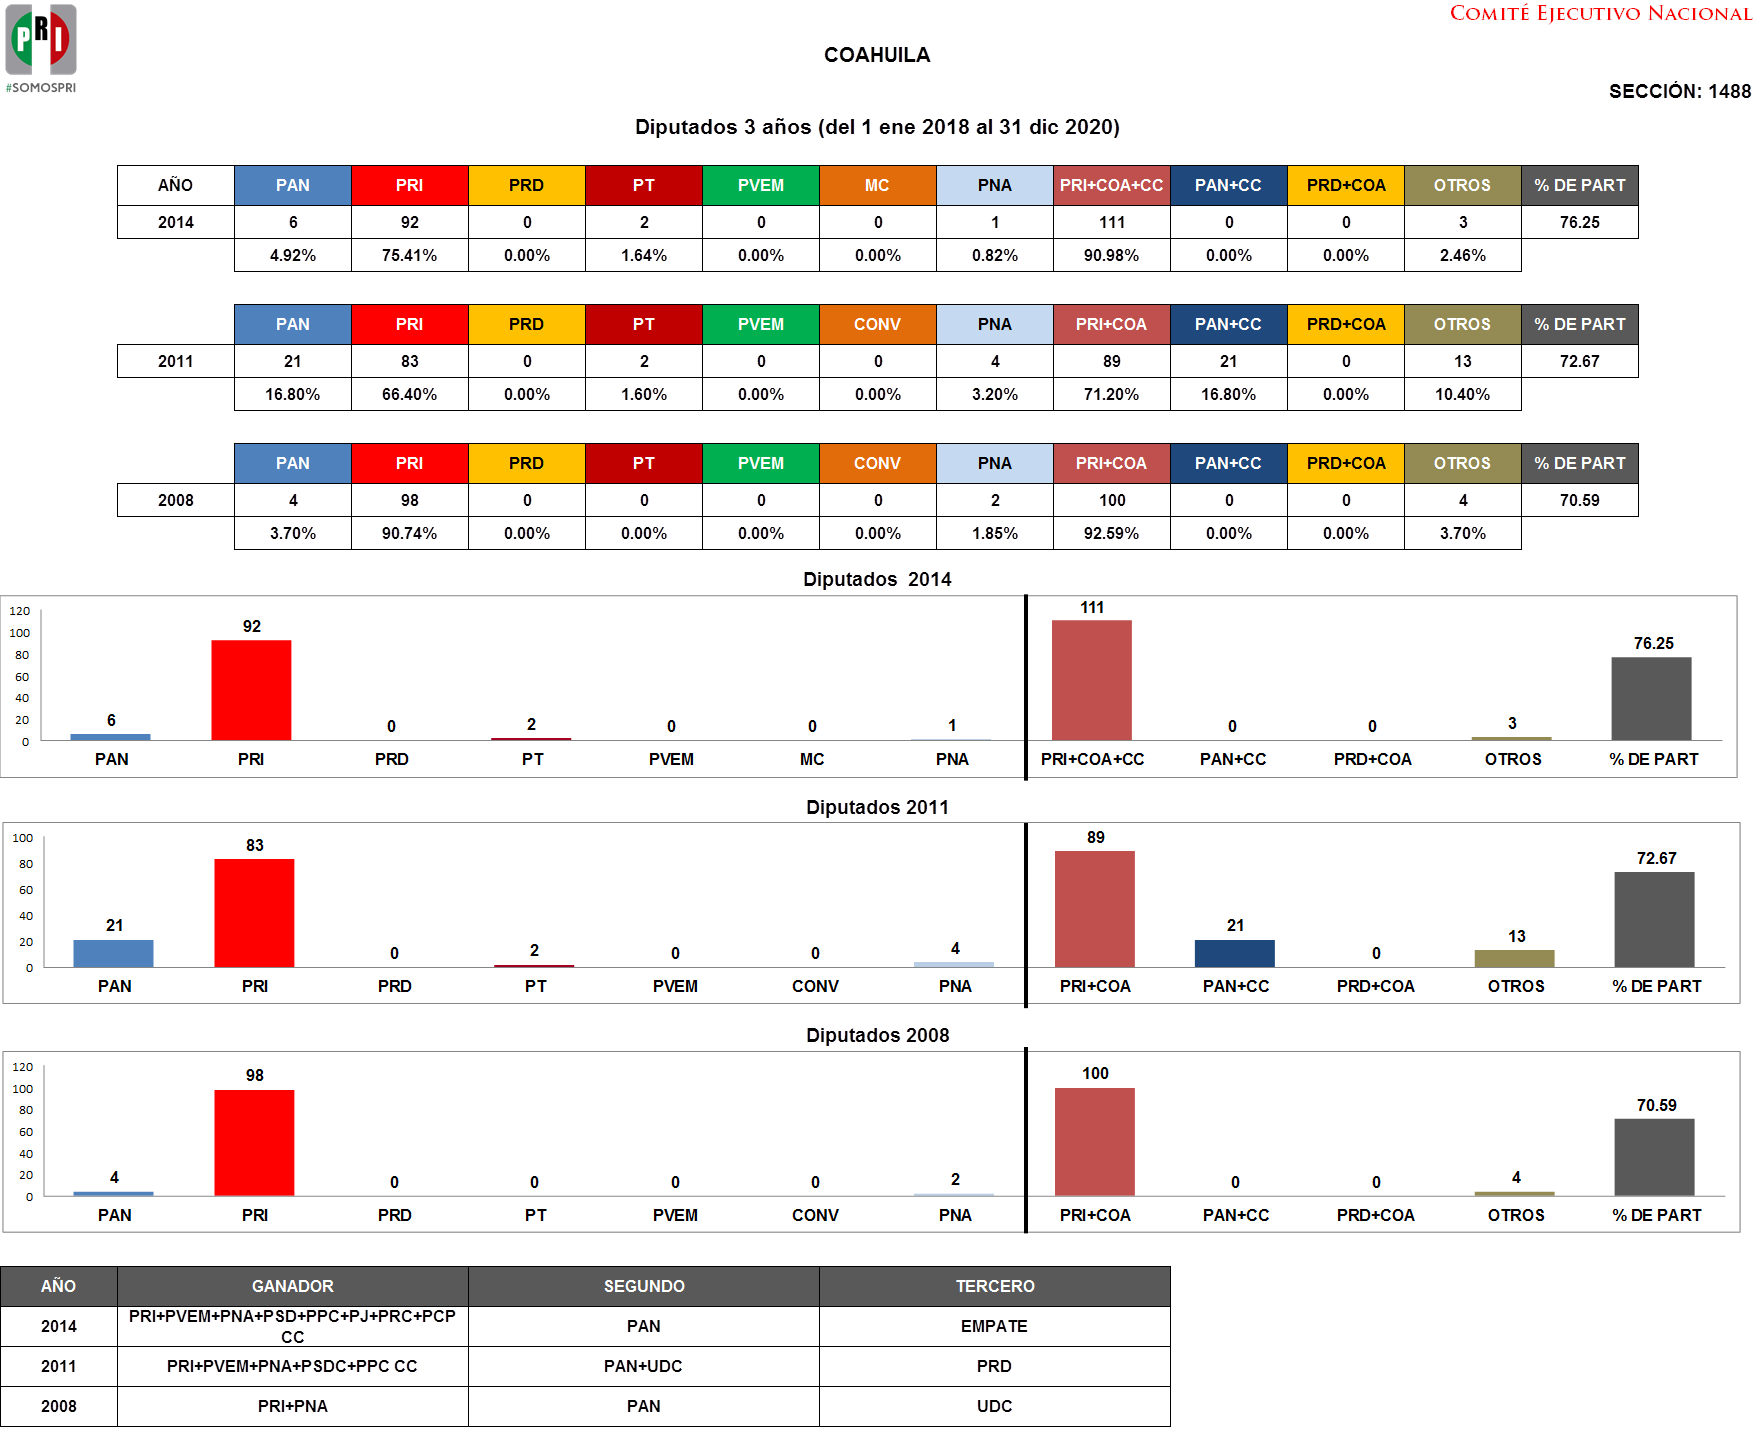 PRI
#SOMOSPRI
COMITÉ EJECUTIVO NACIONAL
COAHUILA
SECCIÓN: 1488
Diputados 3 años (del 1 ene 2018 al 31 dic 2020)
AÑO PAN PRI PRD PT PVEM MC PNA PRI+COA+CC PAN+CC PRD+COA OTROS % DE PART
2014 6 92 0 2 0 0 1 111 0 0 3 76.25
4.92% 75.41% 0.00% 1.64% 0.00% 0.00% 0.82% 90.98% 0.00% 0.00% 2.46%
PAN PRI PRD PT PVEM CONV PNA PRI+COA PAN+CC PRD+COA OTROS % DE PART
2011 21 83 0 2 0 0 4 89 21 0 13 72.67
16.80% 66.40% 0.00% 1.60% 0.00% 0.00% 3.20% 71.20% 16.80% 0.00% 10.40%
PAN PRI PRD PT PVEM CONV PNA PRI+COA PAN+CC PRD+COA OTROS % DE PART
2008 4 98 0 0 0 0 2 100 0 0 4 70.59
3.70% 90.74% 0.00% 0.00% 0.00% 0.00% 1.85% 92.59% 0.00% 0.00% 3.70%
Diputados 2014
120
100
80
60
40
20
0
6 92 0 2 0 0 1 111 0 0 3 76.25
PAN PRI PRD PT PVEM MC PNA PRI+COA+CC PAN+CC PRD+COA OTROS % DE PART
Diputados 2011
100
80
60
40
20
0
21 83 0 2 0 0 4 89 21 0 13 72.67
PAN PRI PRD PT PVEM CONV PNA PRI+COA PAN+CC PRD+COA OTROS % DE PART
Diputados 2008
120
100
80
60
40
20
0
4 98 0 0 0 0 2 100 0 0 4 70.59
PAN PRI PRD PT PVEM CONV PNA PRI+COA PAN+CC PRD+COA OTROS % DE PART
AÑO GANADOR SEGUNDO TERCERO
2014 PRI+PVEM+PNA+PSD+PPC+PJ+PRC+PCP CC PAN EMPATE
2011 PRI+PVEM+PNA+PSDC+PPC CC PAN+UDC PRD
2008 PRI+PNA PAN UDC